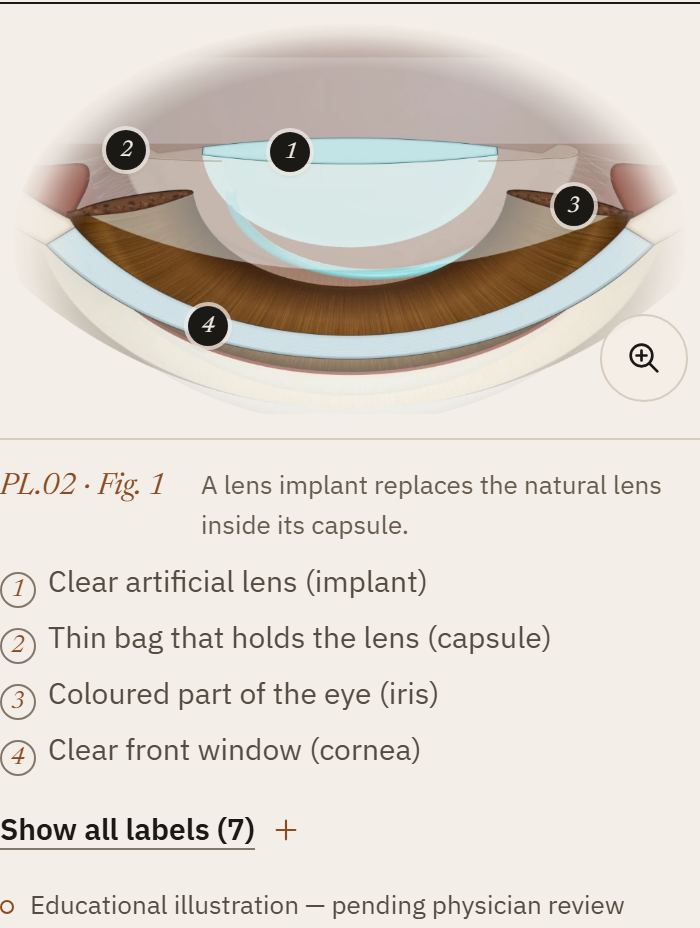 2
1
3
4
PL.02 · Fig. 1
A lens implant replaces the natural lens
inside its capsule.
1 Clear artificial lens (implant)
2 Thin bag that holds the lens (capsule)
3 Coloured part of the eye (iris)
4 Clear front window (cornea)
Show all labels (7) +
Educational illustration — pending physician review